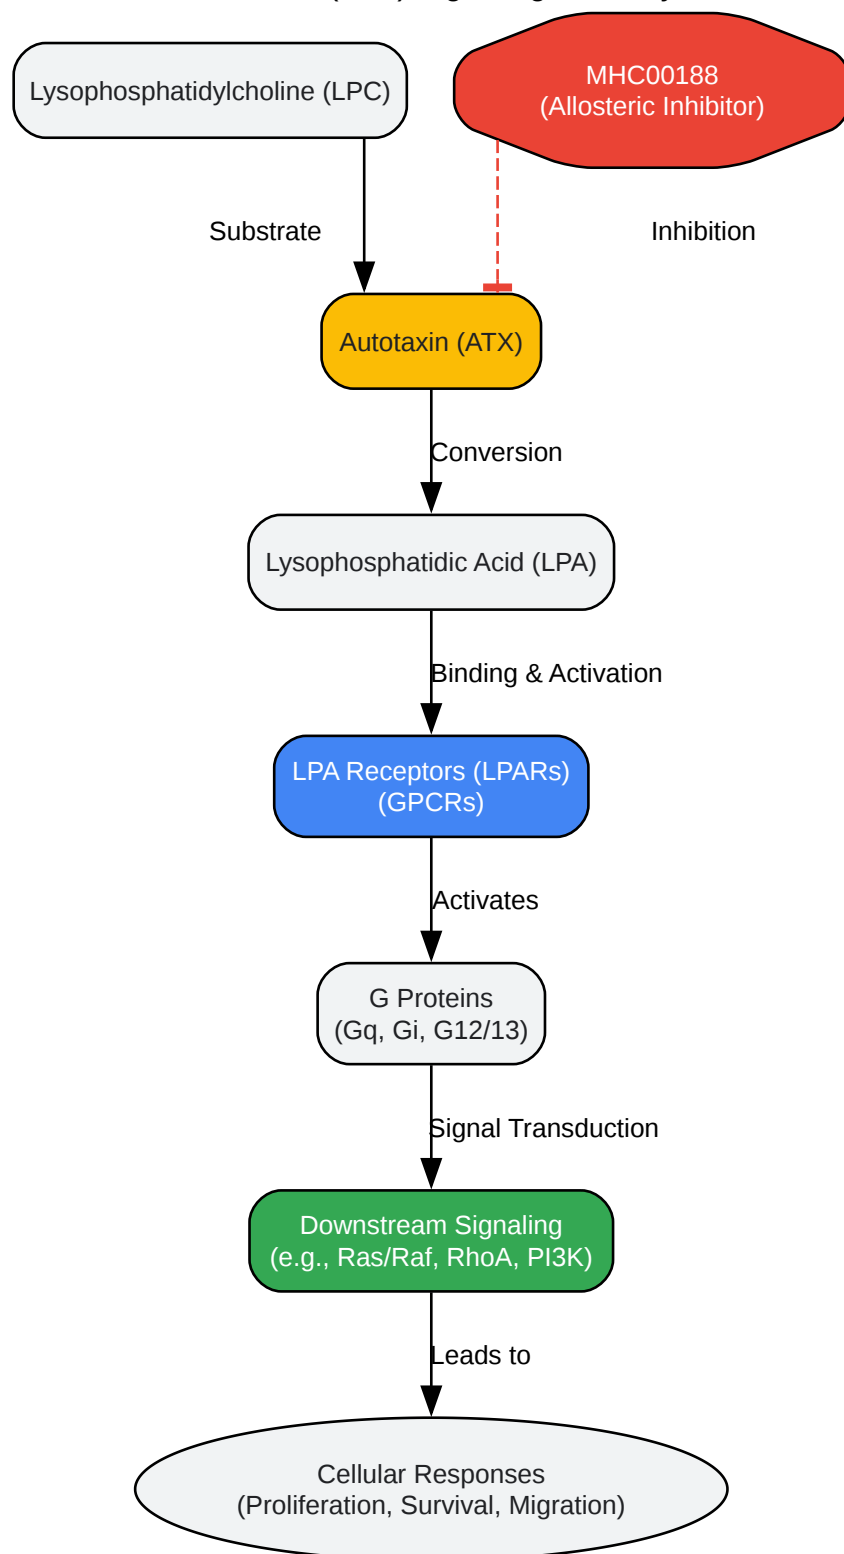 Lysophosphatidylcholine (LPC)
MHC00188
(Allosteric Inhibitor)
Substrate
Inhibition
Autotaxin (ATX)
Conversion
Lysophosphatidic Acid (LPA)
Binding & Activation
LPA Receptors (LPARs)
(GPCRs)
Activates
G Proteins
(Gq, Gi, G12/13)
Signal Transduction
Downstream Signaling
(e.g., Ras/Raf, RhoA, PI3K)
Leads to
Cellular Responses
(Proliferation, Survival, Migration)